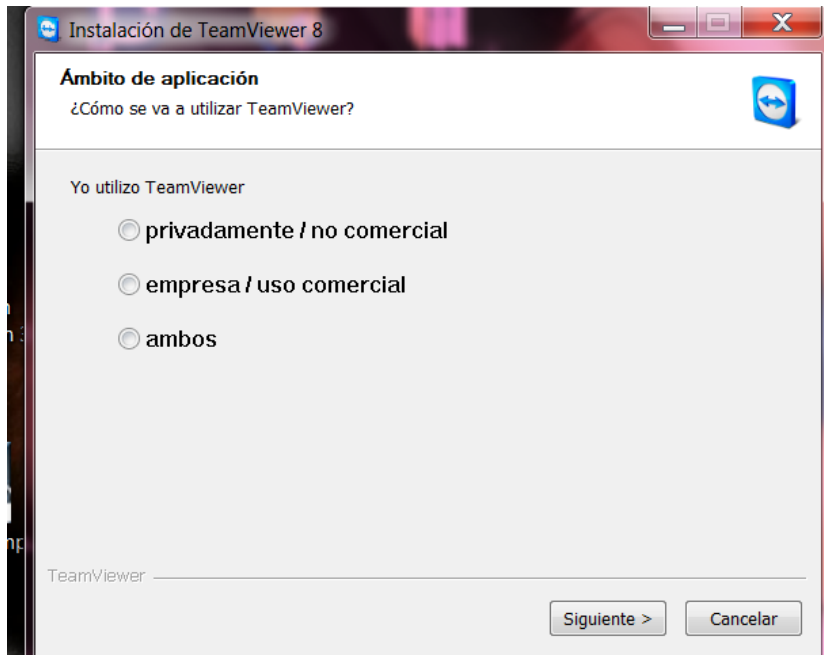 Instalación de TeamViewer 8
Ámbito de aplicación
¿Cómo se va a utilizar TeamViewer?
Yo utilizo TeamViewer
privadamente / no comercial
empresa / uso comercial
ambos
TeamViewer
Siguiente > Cancelar